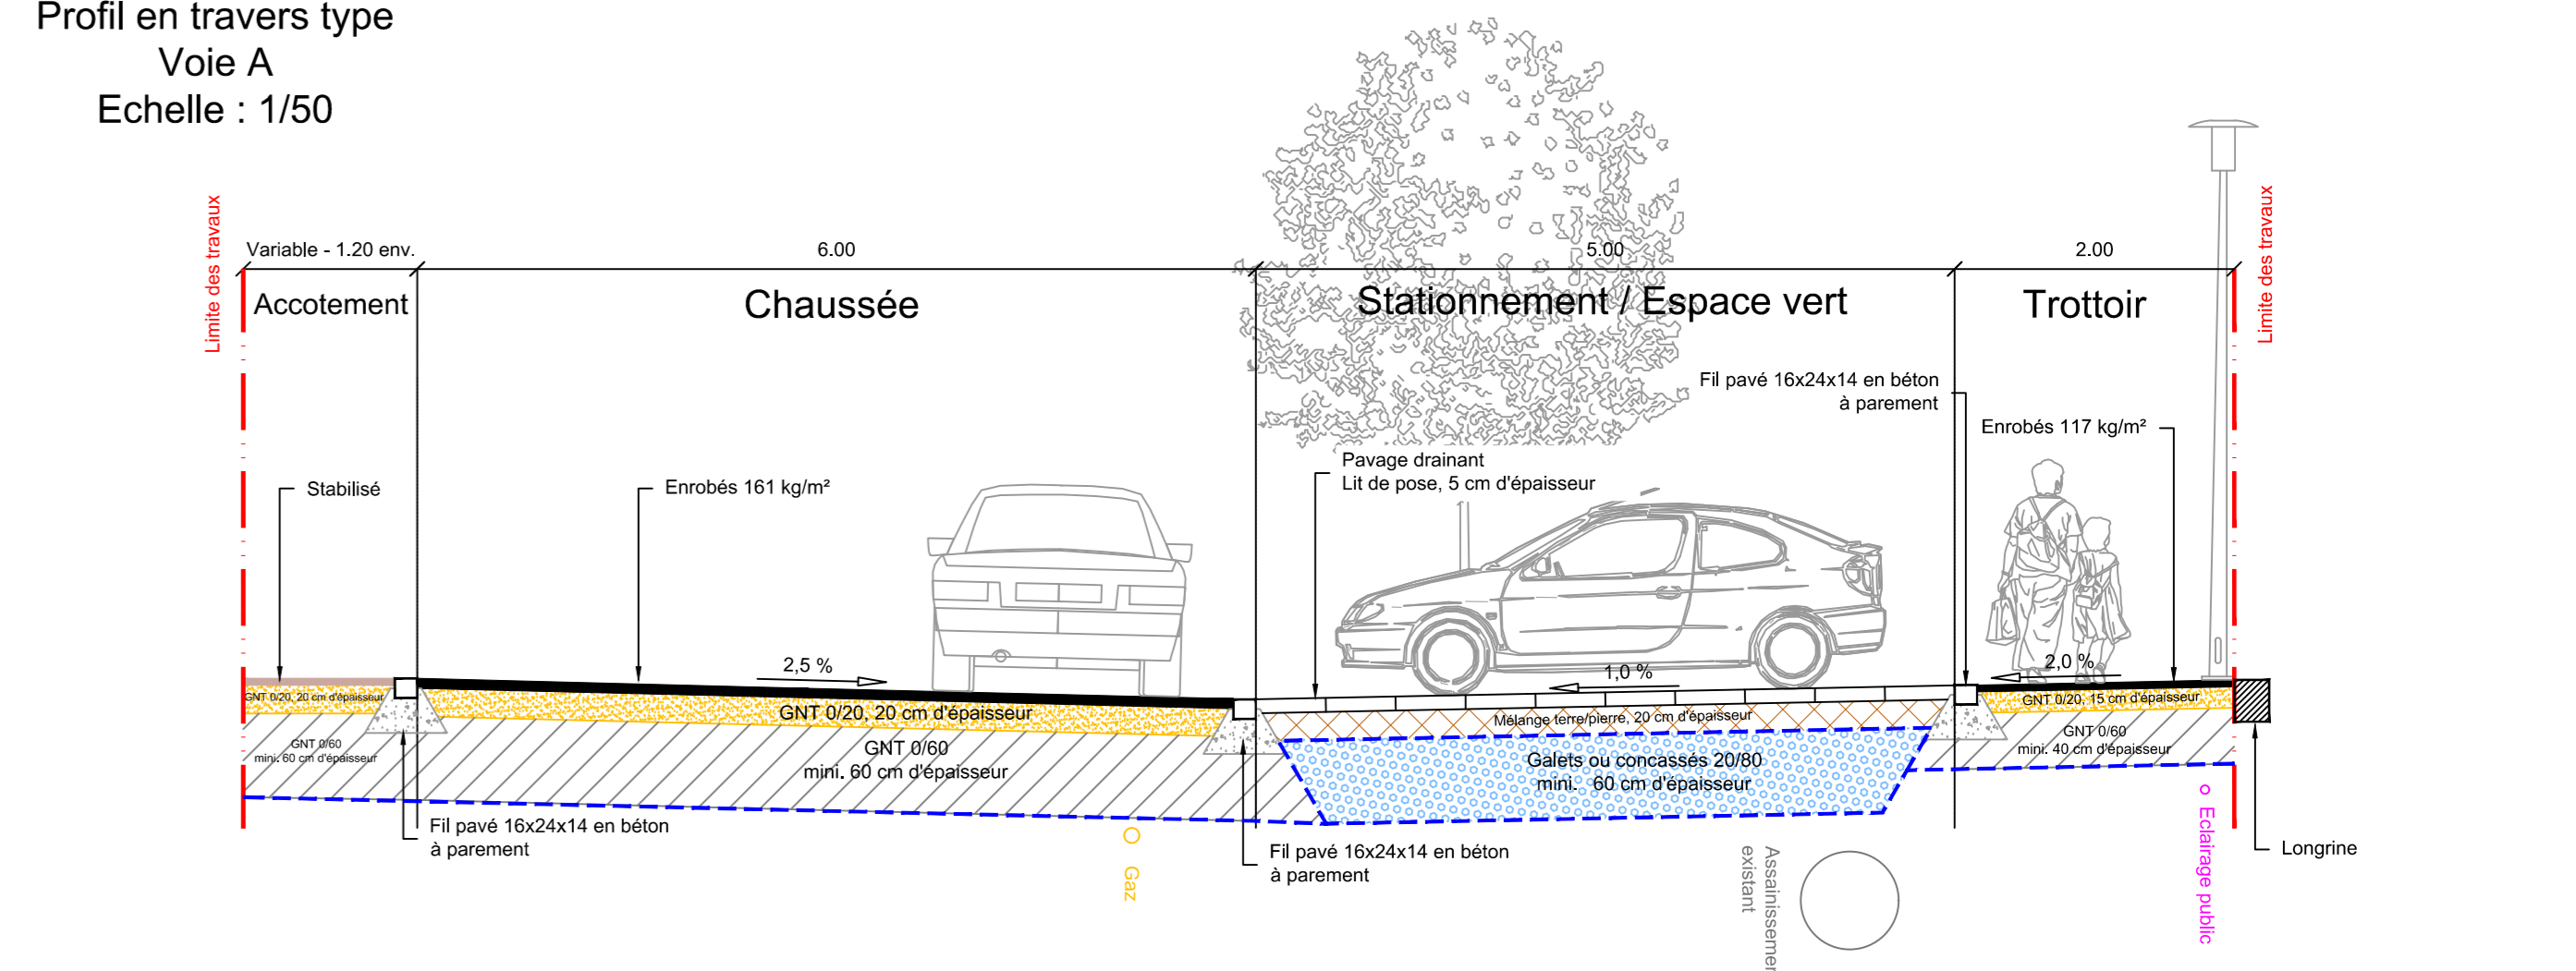 Profil en travers type
Voie A
Echelle : 1/50
Limite des travaux
Variable - 1.20 env.
6.00
5.00
2.00
Limite des travaux
Accotement
Chaussée
Stationnement / Espace vert
Trottoir
Fil pavé 16x24x14 en béton
à parement
Enrobés 117 kg/m²
Pavage drainant
Lit de pose, 5 cm d'épaisseur
Stabilisé
Enrobés 161 kg/m²
2,5 %
1,0 %
2,0 %
GNT 0/20, 20 cm d'épaisseur
GNT 0/20, 20 cm d'épaisseur
Mélange terre/pierre, 20 cm d'épaisseur
GNT 0/20, 15 cm d'épaisseur
GNT 0/60
mini. 60 cm d'épaisseur
GNT 0/60
mini. 60 cm d'épaisseur
Galets ou concassés 20/80
mini. 60 cm d'épaisseur
GNT 0/60
mini. 40 cm d'épaisseur
Fil pavé 16x24x14 en béton
à parement
Gaz
Fil pavé 16x24x14 en béton
à parement
Assainissemen
existant
Eclairage public
Longrine